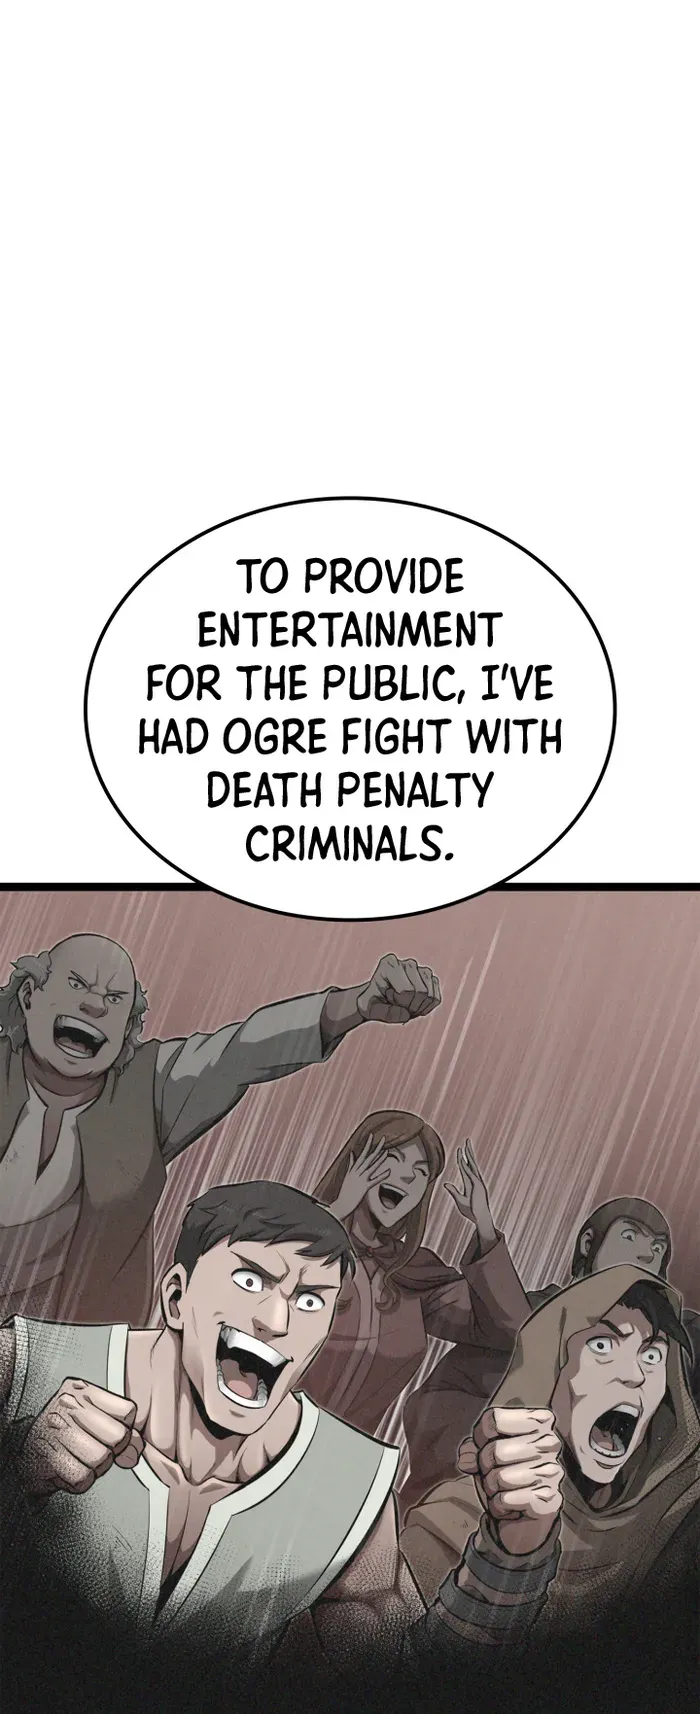 TO PROVIDE
ENTERTAINMENT
FOR THE PUBLIC, I'VE
HAD OGRE FIGHT WITH
DEATH PENALTY
CRIMINALS.